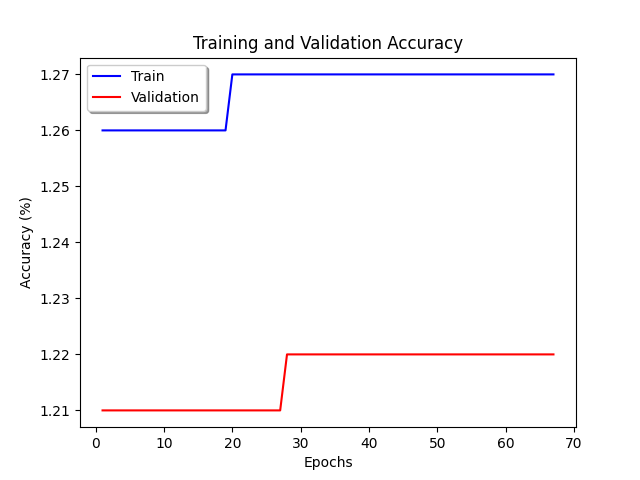 Training and Validation Accuracy
Train
Validation
1.27
1.26
1.25
1.24
1.23
1.22
1.21
Accuracy (%)
0 10 20 30 40 50 60 70
Epochs